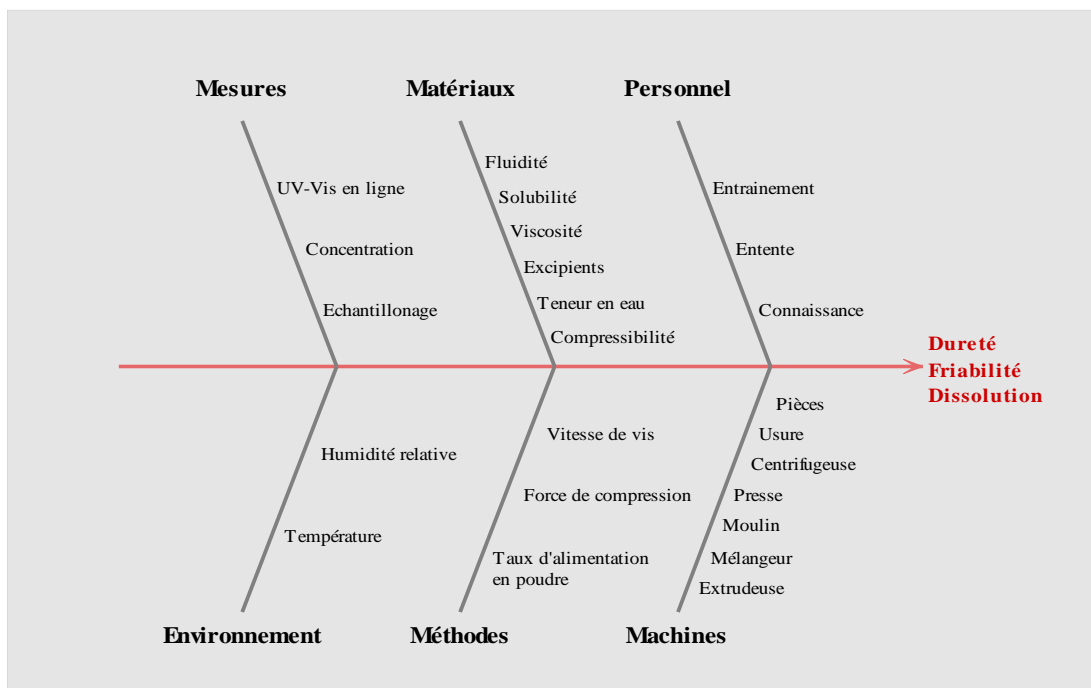 Mesures
Matériaux
Personnel
Fluidité
UV-Vis en ligne
Entrainement
Solubilité
Viscosité
Concentration
Entente
Excipients
Teneur en eau
Echantillonage
Connaissance
Compressibilité
Dureté
Friabilité
Dissolution
Pièces
Vitesse de vis
Usure
Humidité relative
Centrifugeuse
Force de compression
Presse
Moulin
Température
Taux d'alimentation
en poudre
Mélangeur
Extrudeuse
Environnement
Méthodes
Machines